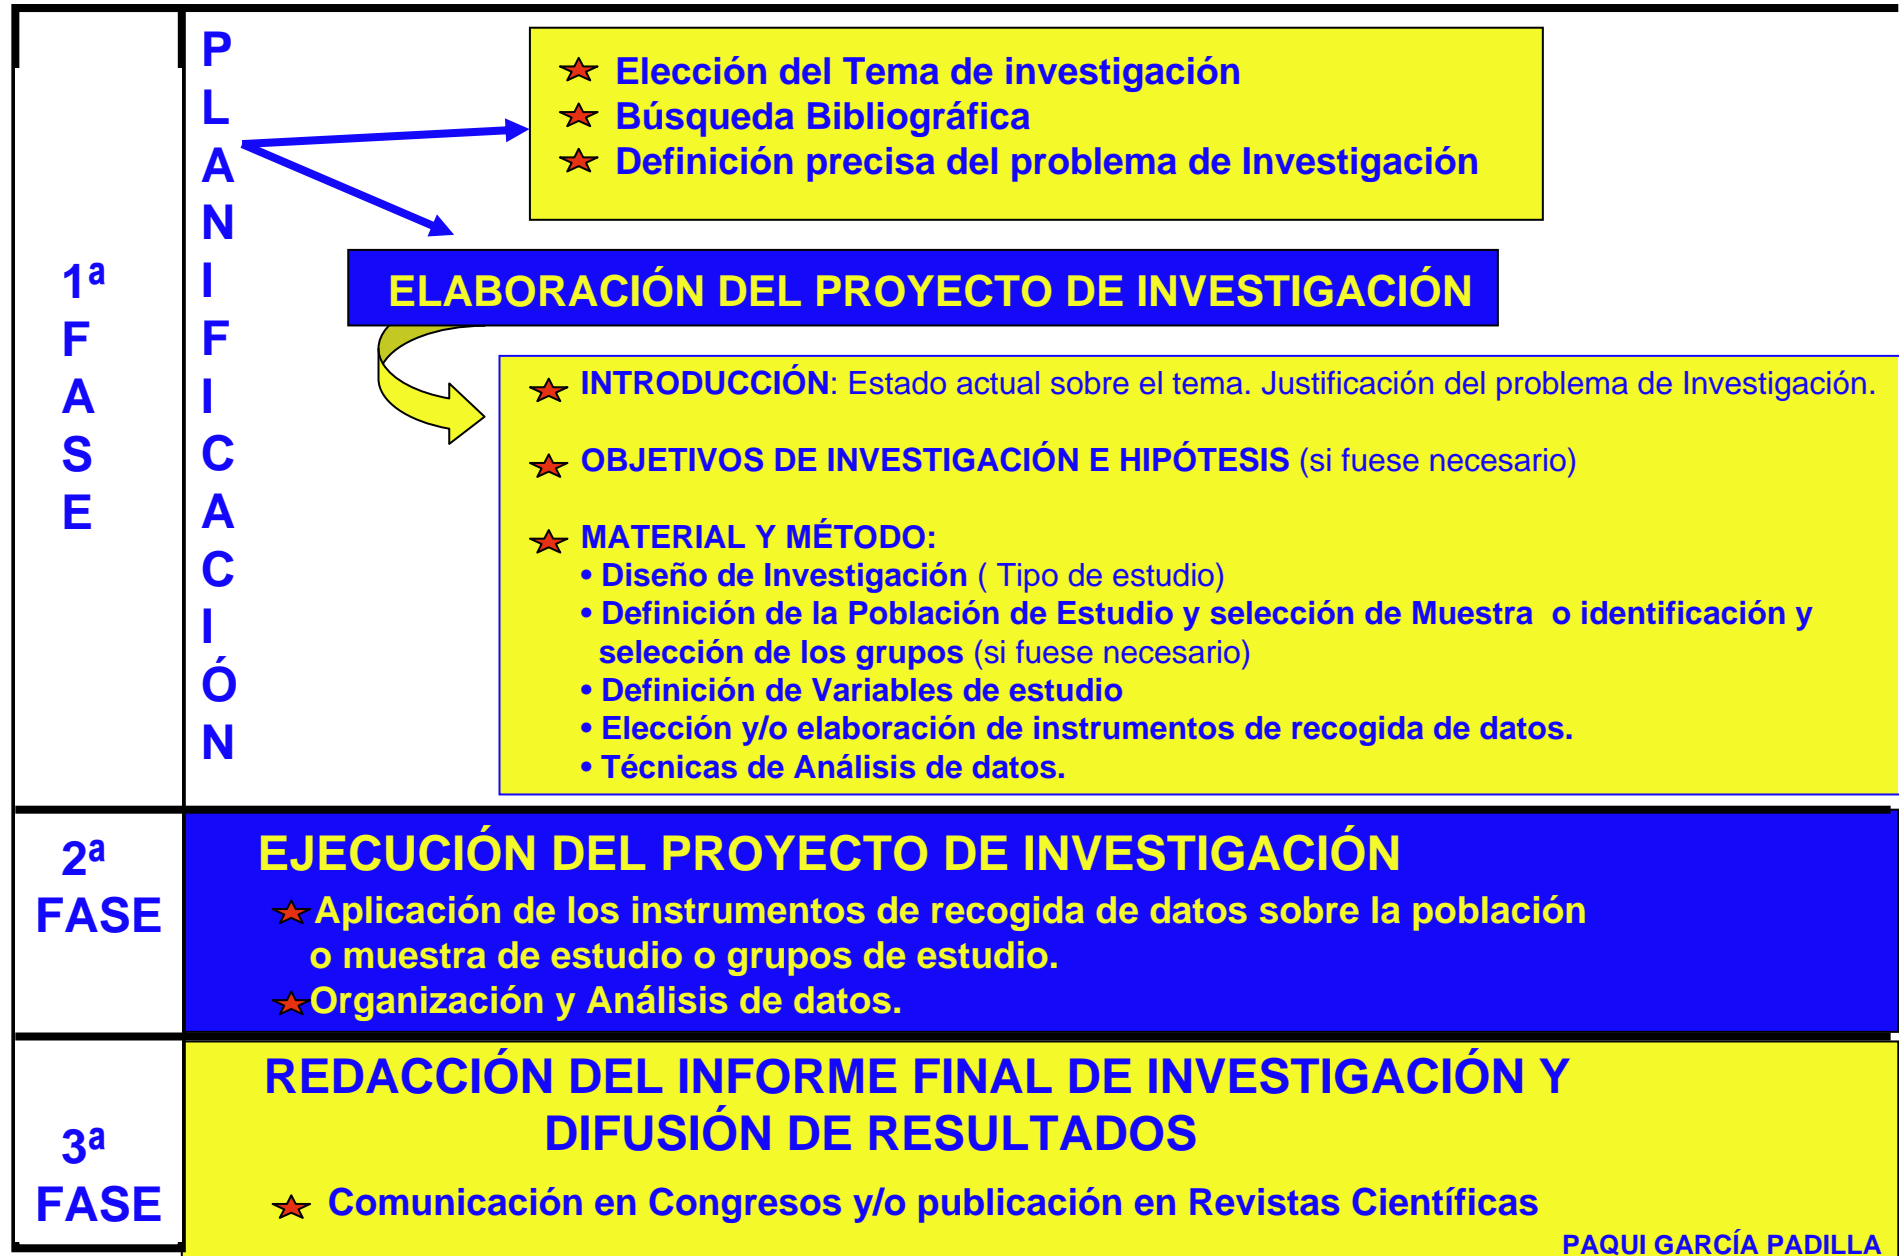 1ª
FASE
PLANIFICACIÓN
Elección del Tema de investigación
Búsqueda Bibliográfica
Definición precisa del problema de Investigación
ELABORACIÓN DEL PROYECTO DE INVESTIGACIÓN
INTRODUCCIÓN: Estado actual sobre el tema. Justificación del problema de Investigación.
OBJETIVOS DE INVESTIGACIÓN E HIPÓTESIS (si fuese necesario)
MATERIAL Y MÉTODO:
• Diseño de Investigación ( Tipo de estudio)
• Definición de la Población de Estudio y selección de Muestra o identificación y
selección de los grupos (si fuese necesario)
• Definición de Variables de estudio
• Elección y/o elaboración de instrumentos de recogida de datos.
• Técnicas de Análisis de datos.
2ª
FASE
EJECUCIÓN DEL PROYECTO DE INVESTIGACIÓN
Aplicación de los instrumentos de recogida de datos sobre la población
o muestra de estudio o grupos de estudio.
Organización y Análisis de datos.
3ª
FASE
REDACCIÓN DEL INFORME FINAL DE INVESTIGACIÓN Y
DIFUSIÓN DE RESULTADOS
Comunicación en Congresos y/o publicación en Revistas Científicas
PAQUI GARCÍA PADILLA